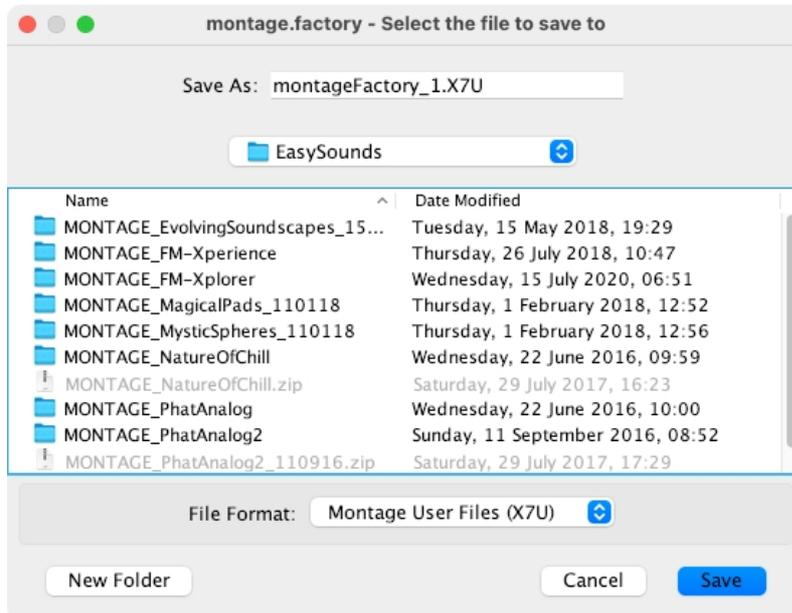 montage.factory - Select the file to save to
Save As: montageFactory_1.X7U
EasySounds
Name Date Modified
MONTAGE_EvolvingSoundscapes_15... Tuesday, 15 May 2018, 19:29
MONTAGE_FM-Xperience Thursday, 26 July 2018, 10:47
MONTAGE_FM-Xplorer Wednesday, 15 July 2020, 06:51
MONTAGE_MagicalPads_110118 Thursday, 1 February 2018, 12:52
MONTAGE_MysticSpheres_110118 Thursday, 1 February 2018, 12:56
MONTAGE_NatureOfChill Wednesday, 22 June 2016, 09:59
MONTAGE_NatureOfChill.zip Saturday, 29 July 2017, 16:23
MONTAGE_PhatAnalog Wednesday, 22 June 2016, 10:00
MONTAGE_PhatAnalog2 Sunday, 11 September 2016, 08:52
MONTAGE_PhatAnalog2_110916.zip Saturday, 29 July 2017, 17:29
File Format: Montage User Files (X7U)
New Folder Cancel Save